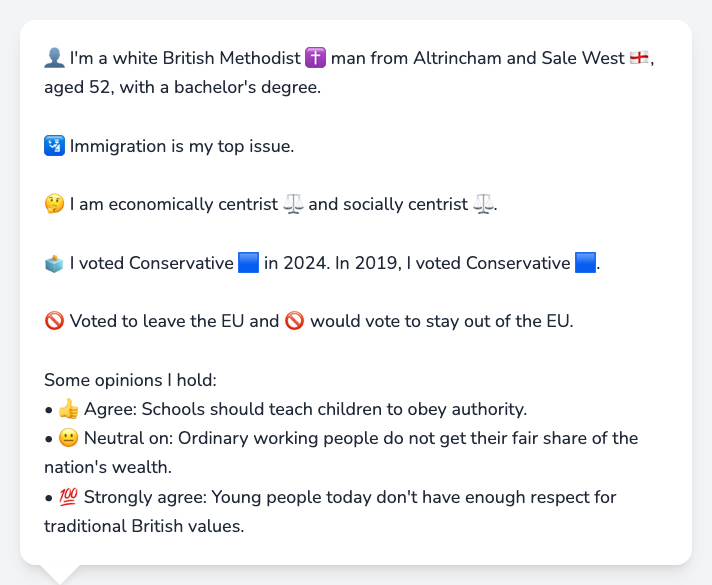 👤 I'm a white British Methodist ✝️ man from Altrincham and Sale West 🏴󠁧󠁢󠁥󠁮󠁧󠁿,
aged 52, with a bachelor's degree.
🛂 Immigration is my top issue.
🤔 I am economically centrist ⚖️ and socially centrist ⚖️.
🗳️ I voted Conservative 🟦 in 2024. In 2019, I voted Conservative 🟦.
🚫 Voted to leave the EU and 🚫 would vote to stay out of the EU.
Some opinions I hold:
• 👍 Agree: Schools should teach children to obey authority.
• 😐 Neutral on: Ordinary working people do not get their fair share of the
nation's wealth.
• 💯 Strongly agree: Young people today don't have enough respect for
traditional British values.